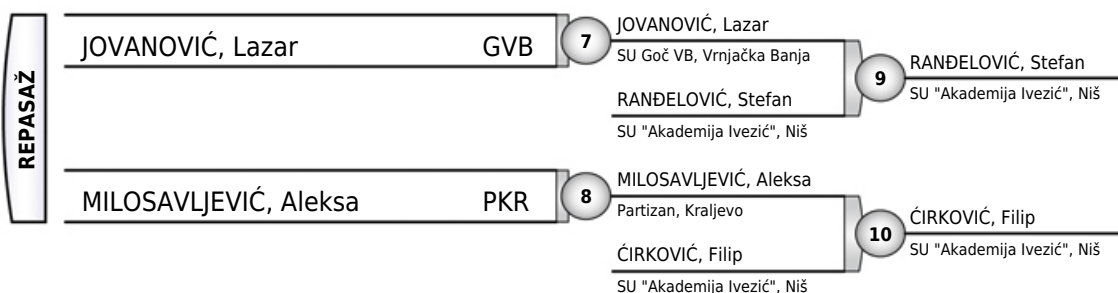 REPASAŽ
JOVANOVIĆ, Lazar GVB
7
JOVANOVIĆ, Lazar
SU Goč VB, Vrnjačka Banja
RANĐELOVIĆ, Stefan
SU "Akademija Ivezić", Niš
9
RANĐELOVIĆ, Stefan
SU "Akademija Ivezić", Niš
MILOSAVLJEVIĆ, Aleksa PKR
8
MILOSAVLJEVIĆ, Aleksa
Partizan, Kraljevo
ĆIRKOVIĆ, Filip
SU "Akademija Ivezić", Niš
10
ĆIRKOVIĆ, Filip
SU "Akademija Ivezić", Niš